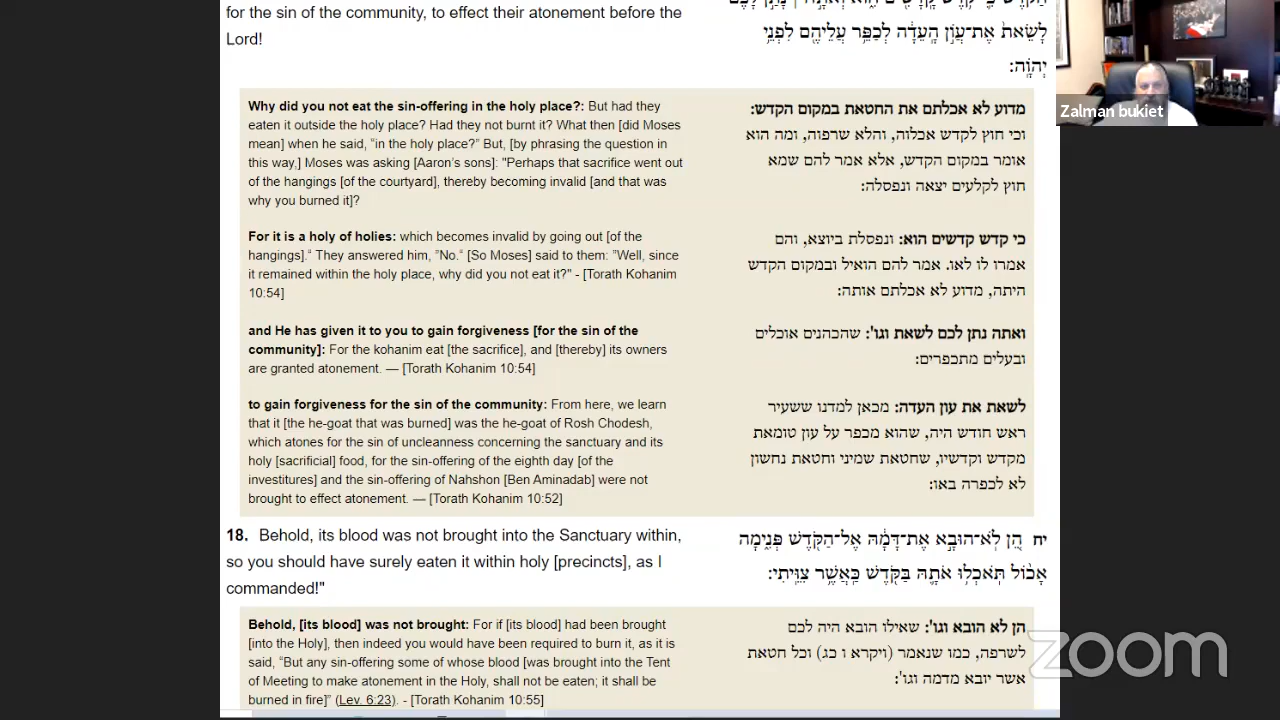 for the sin of the community, to effect their atonement before the
Lord!
לָשֵׂאת֙ אֶת־עֲוֺ֣ן הָֽעֵדָ֔ה לְכַפֵּ֥ר עֲלֵיהֶ֖ם לִפְנֵ֥י
יְהוָֽה:
Why did you not eat the sin-offering in the holy place?: But had they
eaten it outside the holy place? Had they not burnt it? What then [did Moses
mean] when he said, "in the holy place?" But, [by phrasing the question in
this way,] Moses was asking [Aaron's sons]: "Perhaps that sacrifice went out
of the hangings [of the courtyard], thereby becoming invalid [and that was
why you burned it]?
מדוע לא אכלתם את החטאת במקום הקדש:
וכי חוץ לקדש אכלוה, והלא שרפוה, ומה הוא
אומר במקום הקדש, אלא אמר להם שמא
חוץ לקלעים יצאה ונפסלה:
For it is a holy of holies: which becomes invalid by going out [of the
hangings]." They answered him, "No." [So Moses] said to them: "Well, since
it remained within the holy place, why did you not eat it?" - [Torath Kohanim
10:54]
כי קדש קדשים הוא: ונפסלת ביוצא, והם
אמרו לו לאו. אמר להם הואיל ובמקום הקדש
היתה, מדוע לא אכלתם אותה:
and He has given it to you to gain forgiveness [for the sin of the
community]: For the kohanim eat [the sacrifice], and [thereby] its owners
are granted atonement. — [Torath Kohanim 10:54]
ואתה נתן לכם לשאת וגו': שהכהנים אוכלים
ובעלים מתכפרים:
to gain forgiveness for the sin of the community: From here, we learn
that it [the he-goat that was burned] was the he-goat of Rosh Chodesh,
which atones for the sin of uncleanness concerning the sanctuary and its
holy [sacrificial] food, for the sin-offering of the eighth day [of the
investitures] and the sin-offering of Nahshon [Ben Aminadab] were not
brought to effect atonement. — [Torath Kohanim 10:52]
לשאת את עון העדה: מכאן למדנו ששעיר
ראש חודש היה, שהוא מכפר על עון טומאת
מקדש וקדשיו, שחטאת שמיני וחטאת נחשון
לא לכפרה באו:
18. Behold, its blood was not brought into the Sanctuary within,
so you should have surely eaten it within holy [precincts], as I
commanded!"
יח הֵ֚ן לֹֽא־הוּבָ֣א אֶת־דָּמָ֔הּ אֶל־הַקֹּ֖דֶשׁ פְּנִ֑ימָה
אָכ֨וֹל תֹּֽאכְל֥וּ אֹתָ֛הּ בַּקֹּ֖דֶשׁ כַּֽאֲשֶׁ֥ר צִוֵּֽיתִי:
Behold, [its blood] was not brought: For if [its blood] had been brought
[into the Holy], then indeed you would have been required to burn it, as it is
said, "But any sin-offering some of whose blood [was brought into the Tent
of Meeting to make atonement in the Holy, shall not be eaten; it shall be
burned in fire]" (Lev. 6:23). - [Torath Kohanim 10:55]
הן לא הובא וגו': שאילו הובא היה לכם
לשרפה, כמו שנאמר (ויקרא ו כג) וכל חטאת
אשר יובא מדמה וגו':
Zalman bukiet
zoom